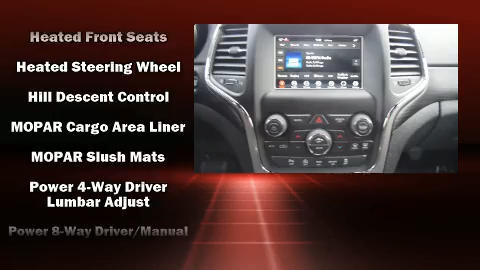 Heated Front Seats
Heated Steering Wheel
Hill Descent Control
MOPAR Cargo Area Liner
MOPAR Slush Mats
Power 4-Way Driver
Lumbar Adjust
Power 8-Way Driver/Manual